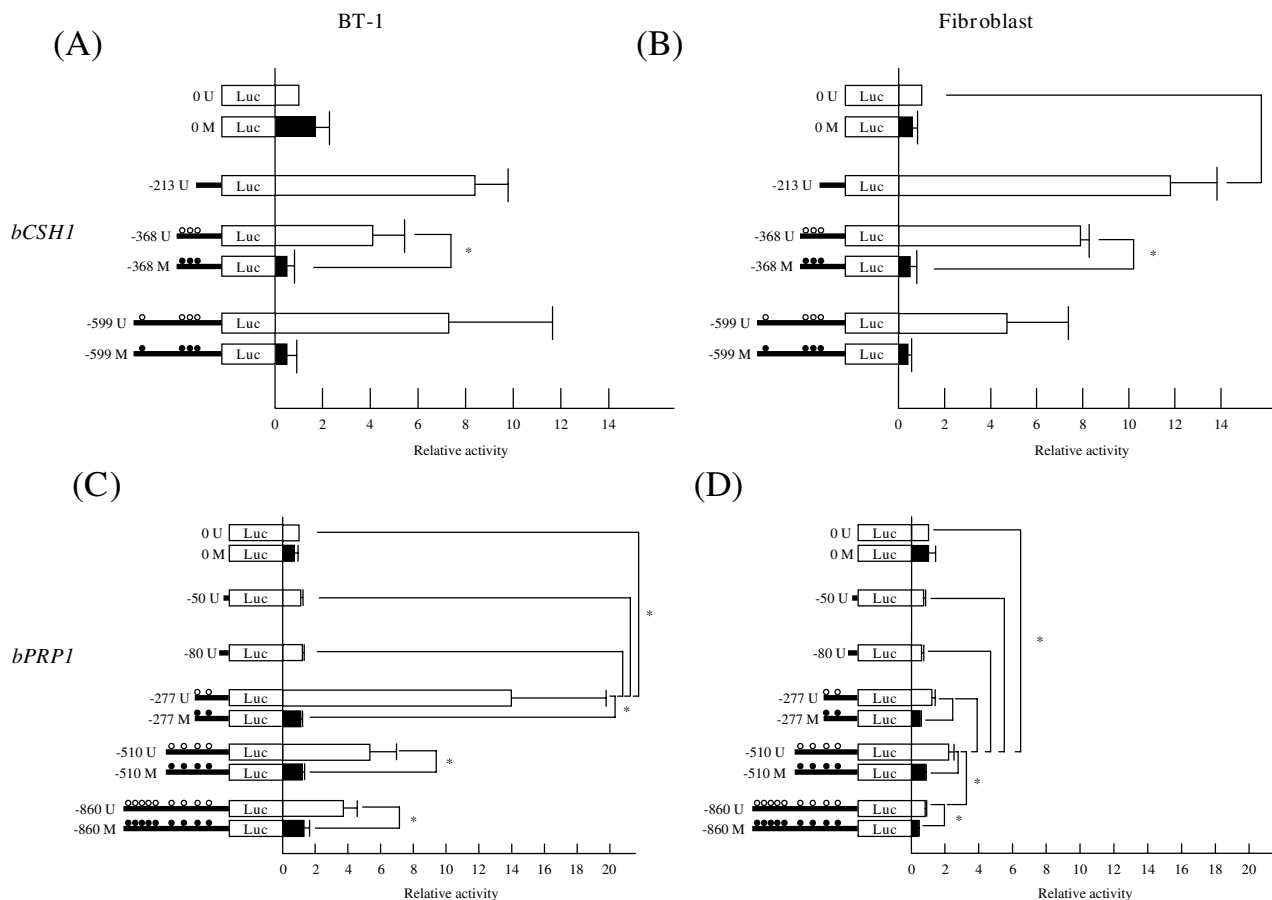 BT-1
Fibroblast
(A)
(B)
bCSH1
0 U Luc
0 M Luc
-213 U Luc
-368 U Luc
*
-368 M Luc
-599 U Luc
-599 M Luc
0 2 4 6 8 10 12 14
Relative activity
0 U Luc
0 M Luc
-213 U Luc
-368 U Luc
*
-368 M Luc
-599 U Luc
-599 M Luc
0 2 4 6 8 10 12 14
Relative activity
(C)
(D)
bPRP1
0 U Luc
0 M Luc
-50 U Luc
*
-80 U Luc
-277 U Luc
*
-277 M Luc
-510 U Luc
*
-510 M Luc
-860 U Luc
*
-860 M Luc
0 2 4 6 8 10 12 14 16 18 20
Relative activity
0 U Luc
0 M Luc
-50 U Luc
*
-80 U Luc
-277 U Luc
-277 M Luc
-510 U Luc
-510 M Luc
*
-860 U Luc
*
-860 M Luc
0 2 4 6 8 10 12 14 16 18 20
Relative activity